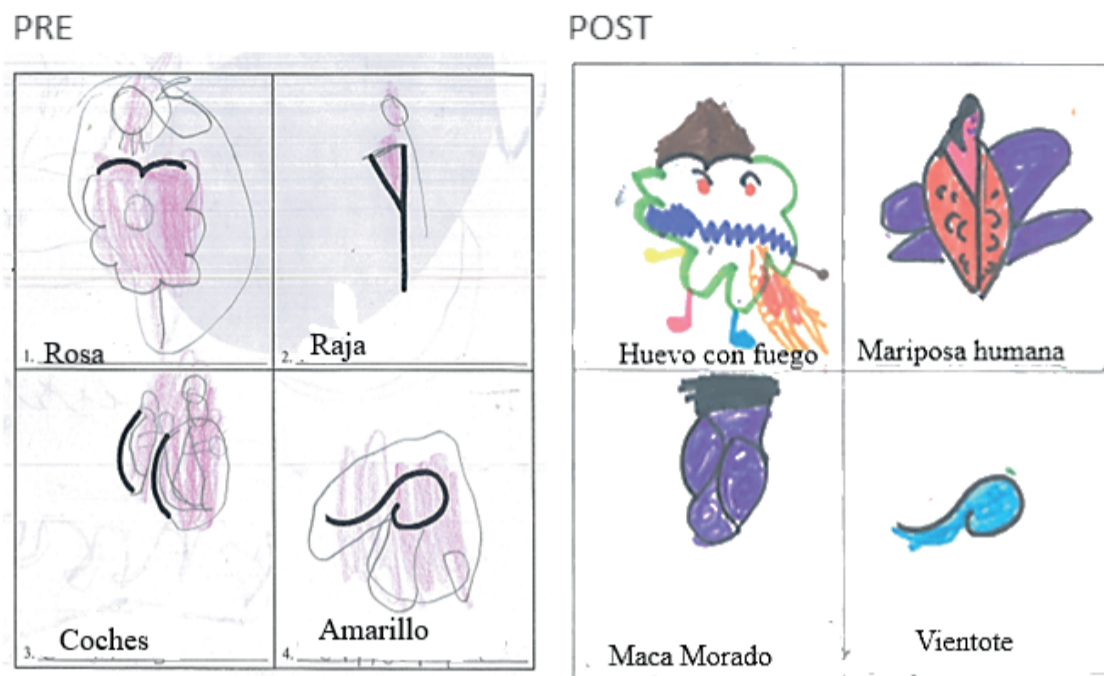 PRE
POST
1. Rosa
2. Raja
Huevo con fuego
Mariposa humana
3. Coches
4. Amarillo
Maca Morado
Vientote